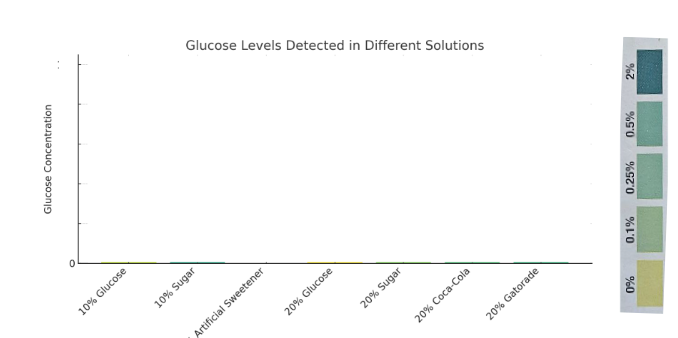 Glucose Levels Detected in Different Solutions
Glucose Concentration
0
10% Glucose
10% Sugar
Artificial Sweetener
20% Glucose
20% Sugar
20% Coca-Cola
20% Gatorade
2%
0.5%
0.25%
0.1%
0%